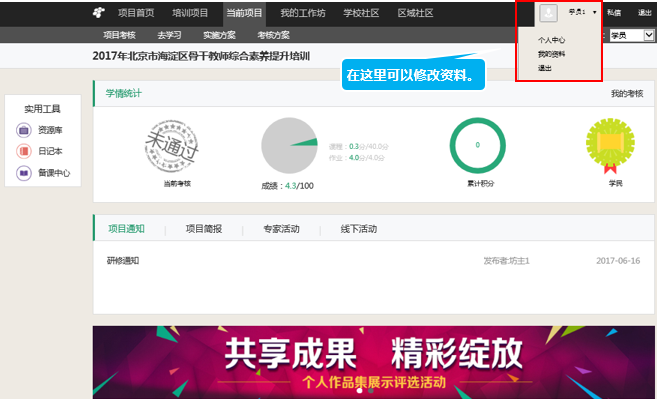 项目首页 培训项目 当前项目 我的工作坊 学校社区 区域社区 学员1 ▼ 私信 退出
项目考核 去学习 实施方案 考核方案 学员
个人中心
我的资料
退出
2017年北京市海淀区骨干教师综合素养提升培训
在这里可以修改资料。
实用工具
资源库
日记本
备课中心
学情统计 我的考核
未通过
当前考核
课程：0.3分/40.0分
作业：4.0分/4.0分
成绩：4.3/100
0
累计积分
学民
项目通知 项目简报 专家活动 线下活动
研修通知 发布者:坊主1 2017-06-16
共享成果 精彩绽放
个人作品集展示评选活动